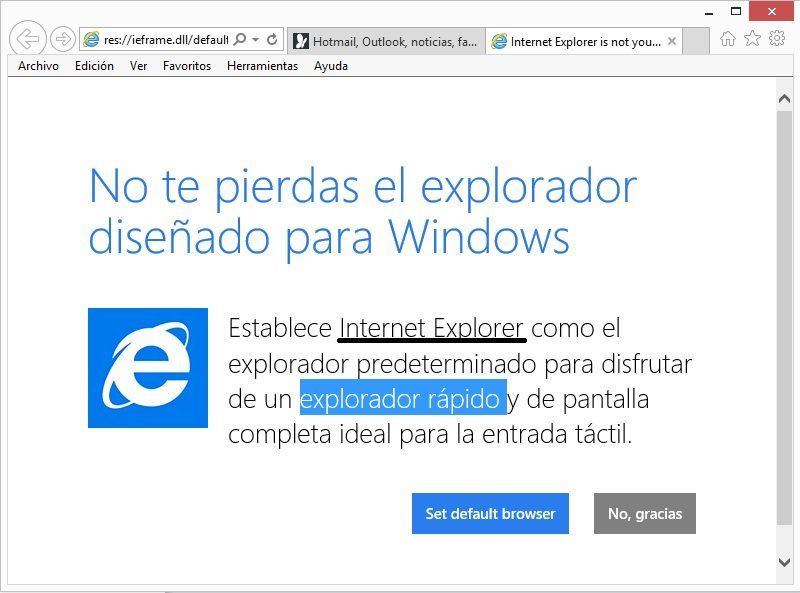 res://ieframe.dll/default
Hotmail, Outlook, noticias, fa...
Internet Explorer is not you...
Archivo Edición Ver Favoritos Herramientas Ayuda
No te pierdas el explorador
diseñado para Windows
Establece Internet Explorer como el
explorador predeterminado para disfrutar
de un explorador rápido y de pantalla
completa ideal para la entrada táctil.
Set default browser
No, gracias